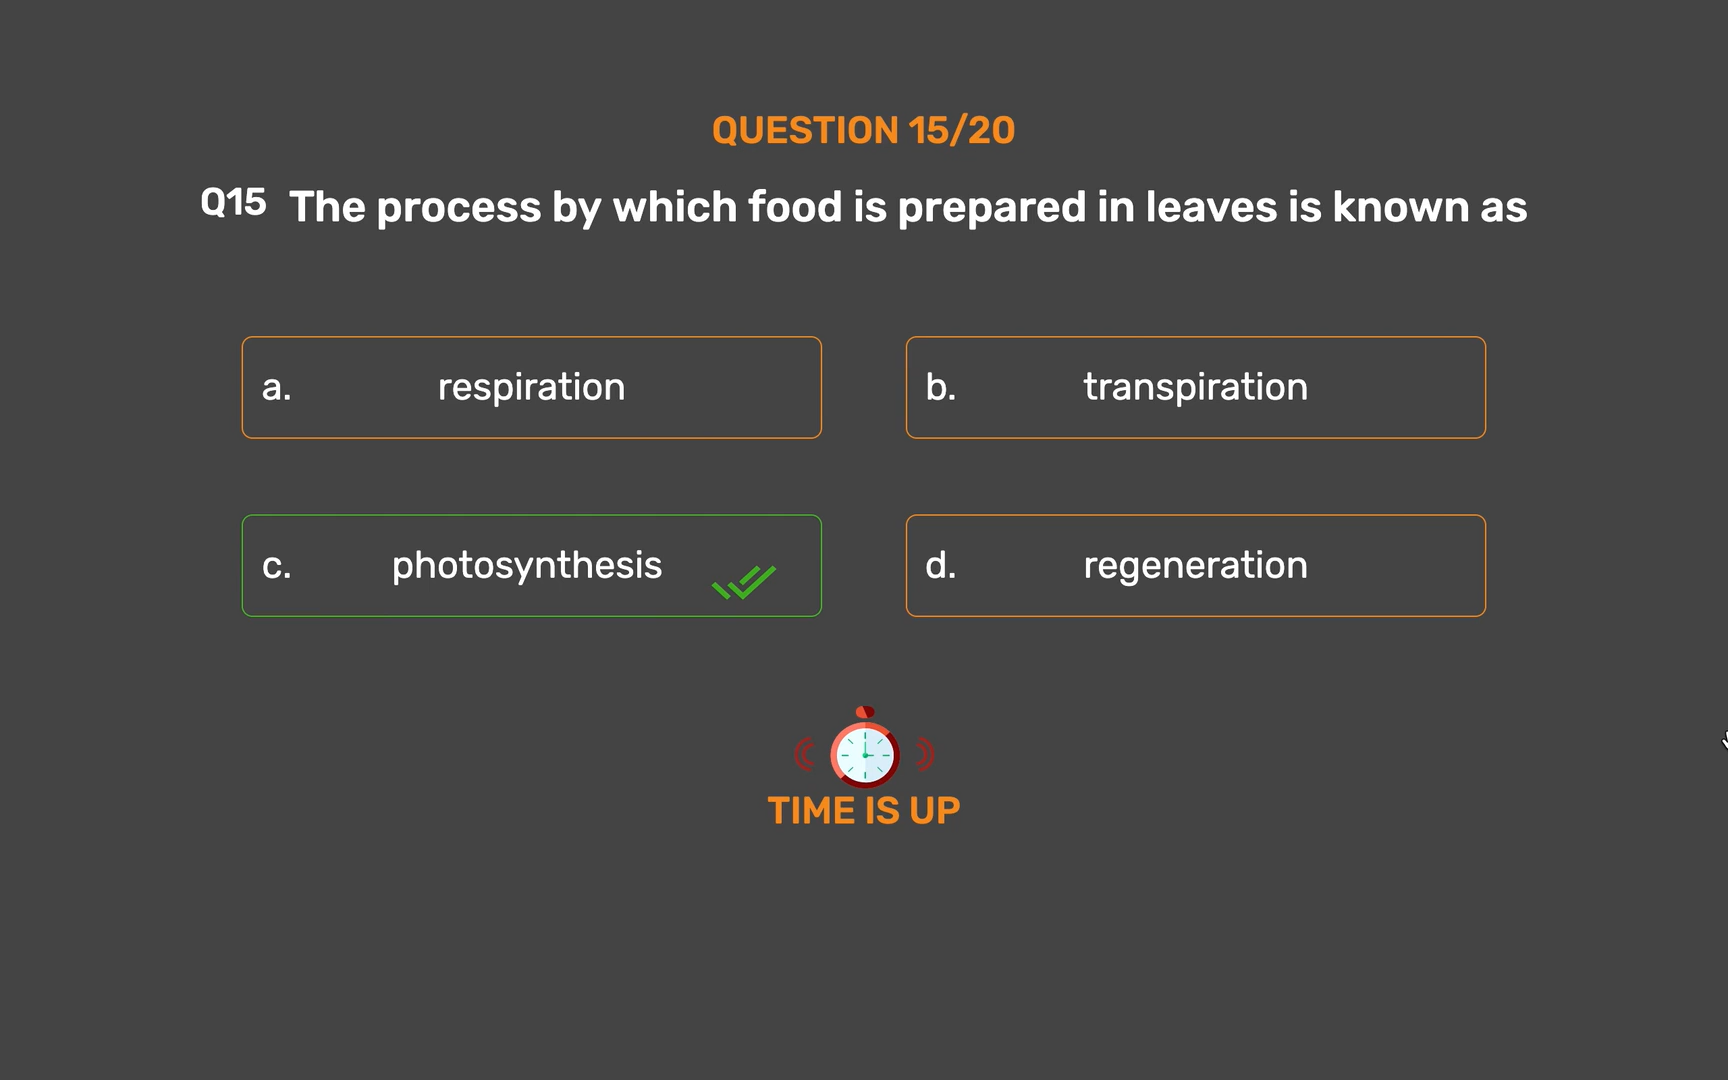 QUESTION 15/20
Q15 The process by which food is prepared in leaves is known as
a. respiration
b. transpiration
c. photosynthesis
d. regeneration
TIME IS UP